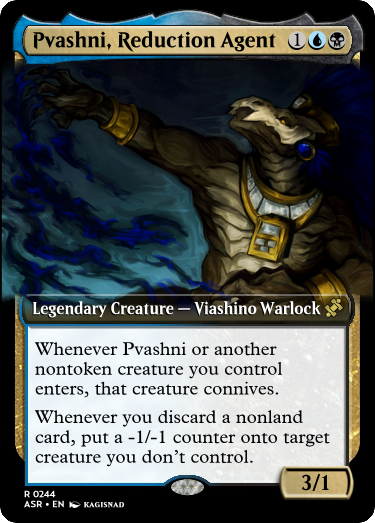 Pvashni, Reduction Agent 1
Legendary Creature — Viashino Warlock
Whenever Pvashni or another
nontoken creature you control
enters, that creature connives.
Whenever you discard a nonland
card, put a -1/-1 counter onto target
creature you don't control.
3/1
R 0244
ASR • EN KAGISNAD